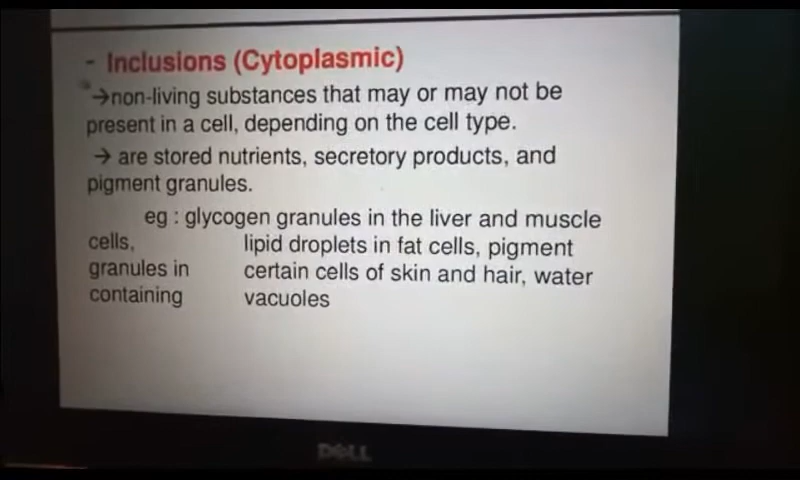 - Inclusions (Cytoplasmic)
→non-living substances that may or may not be
present in a cell, depending on the cell type.
→ are stored nutrients, secretory products, and
pigment granules.
eg : glycogen granules in the liver and muscle
cells, lipid droplets in fat cells, pigment
granules in certain cells of skin and hair, water
containing vacuoles
DELL